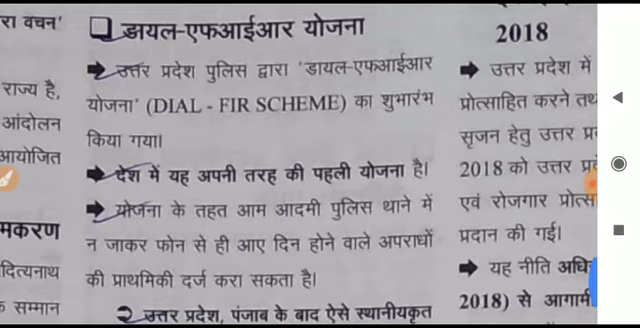 रा वचन'
राज्य है,
आंदोलन
आयोजित
मकरण
दित्यनाथ
सम्मान
❑ डायल-एफआईआर योजना
➡ उत्तर प्रदेश पुलिस द्वारा 'डायल-एफआईआर
योजना' (DIAL - FIR SCHEME) का शुभारंभ
किया गया।
➡ देश में यह अपनी तरह की पहली योजना है।
➡ योजना के तहत आम आदमी पुलिस थाने में
न जाकर फोन से ही आए दिन होने वाले अपराधों
की प्राथमिकी दर्ज करा सकता है।
उत्तर प्रदेश, पंजाब के बाद ऐसे स्थानीयकृत
2018
➡ उत्तर प्रदेश में
प्रोत्साहित करने तथ
सृजन हेतु उत्तर प्र
2018 को उत्तर प्र
एवं रोजगार प्रोत्स
प्रदान की गई।
➡ यह नीति अधि
2018) से आगामी